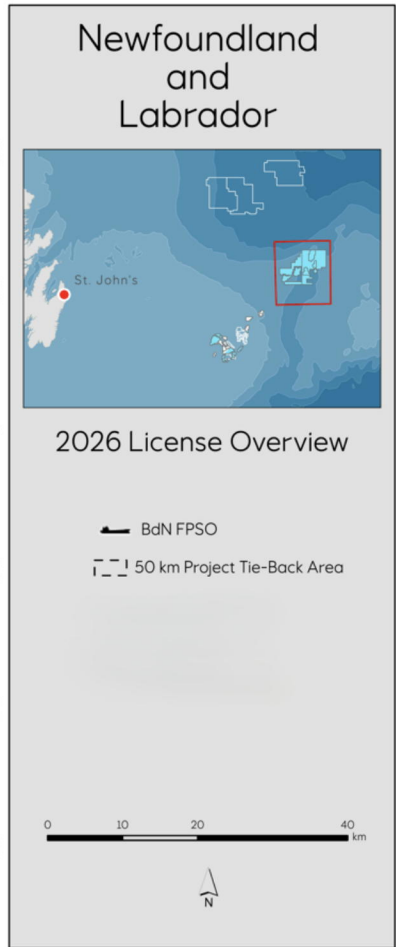 Newfoundland
and
Labrador
St. John's
2026 License Overview
BdN FPSO
50 km Project Tie-Back Area
0 10 20 40
km
N